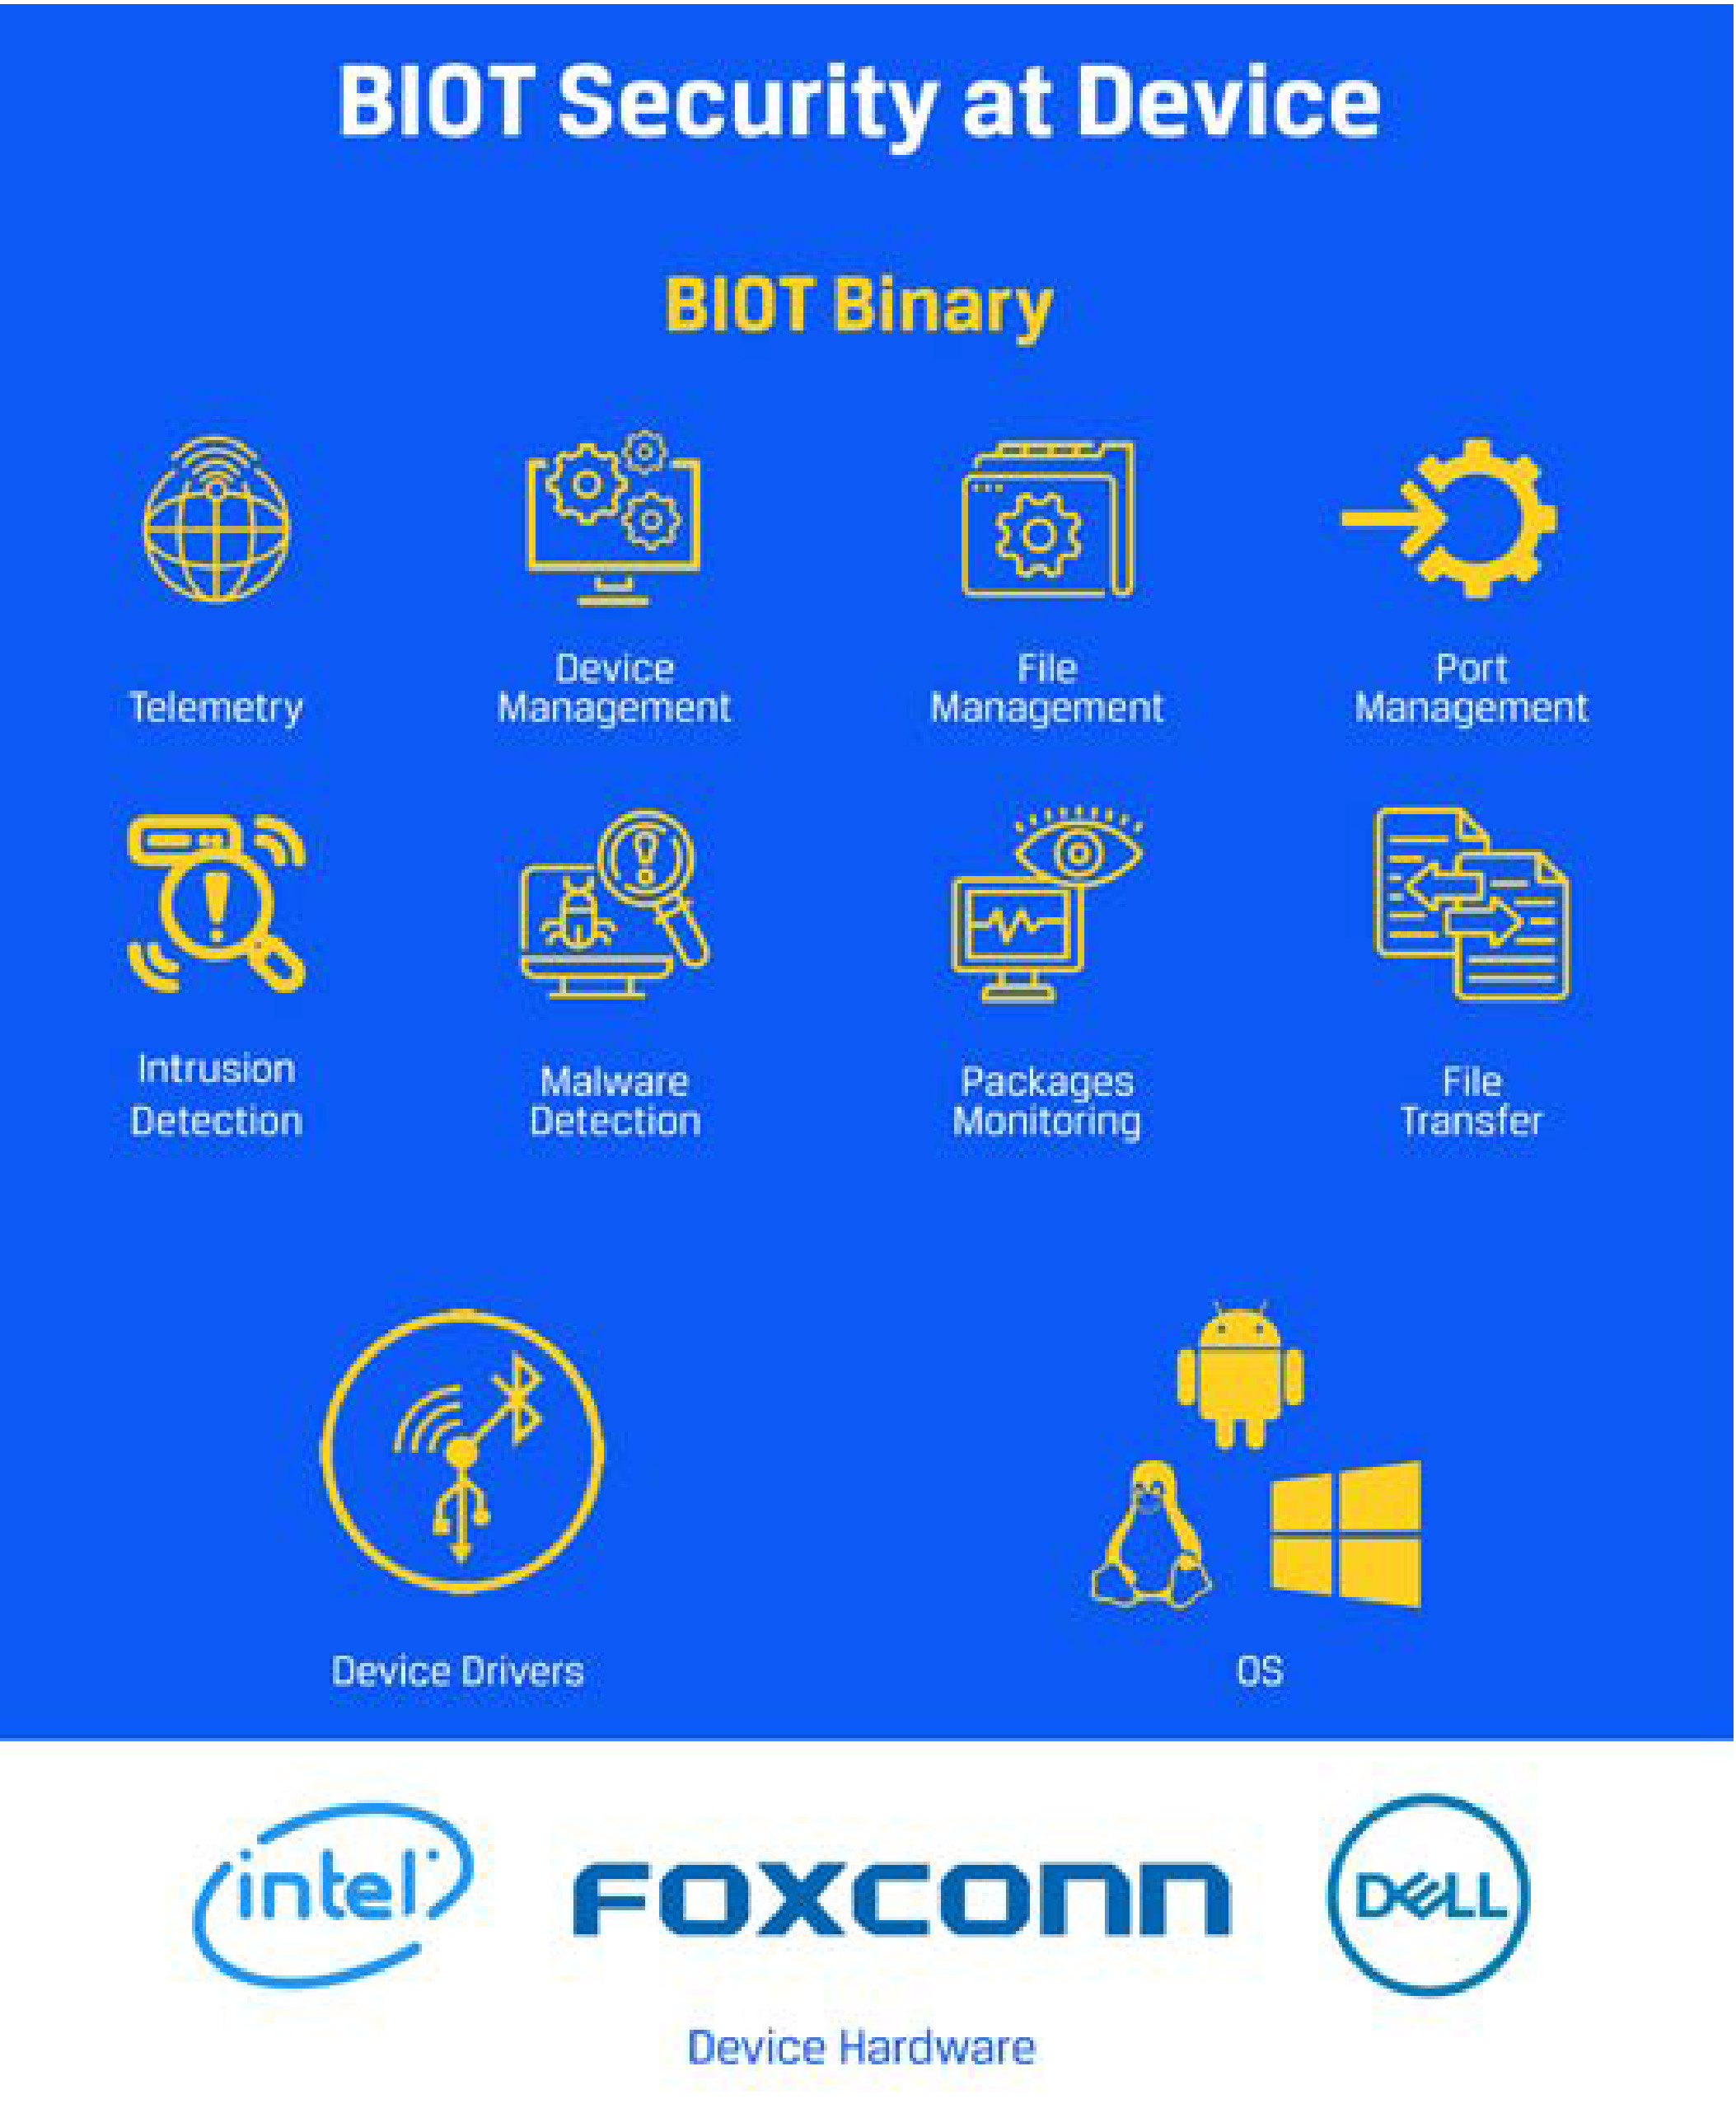 BIOT Security at Device
BIOT Binary
Telemetry
Device
Management
File
Management
Port
Management
Intrusion
Detection
Malware
Detection
Packages
Monitoring
File
Transfer
Device Drivers
OS
intel
FOXCONN
DELL
Device Hardware